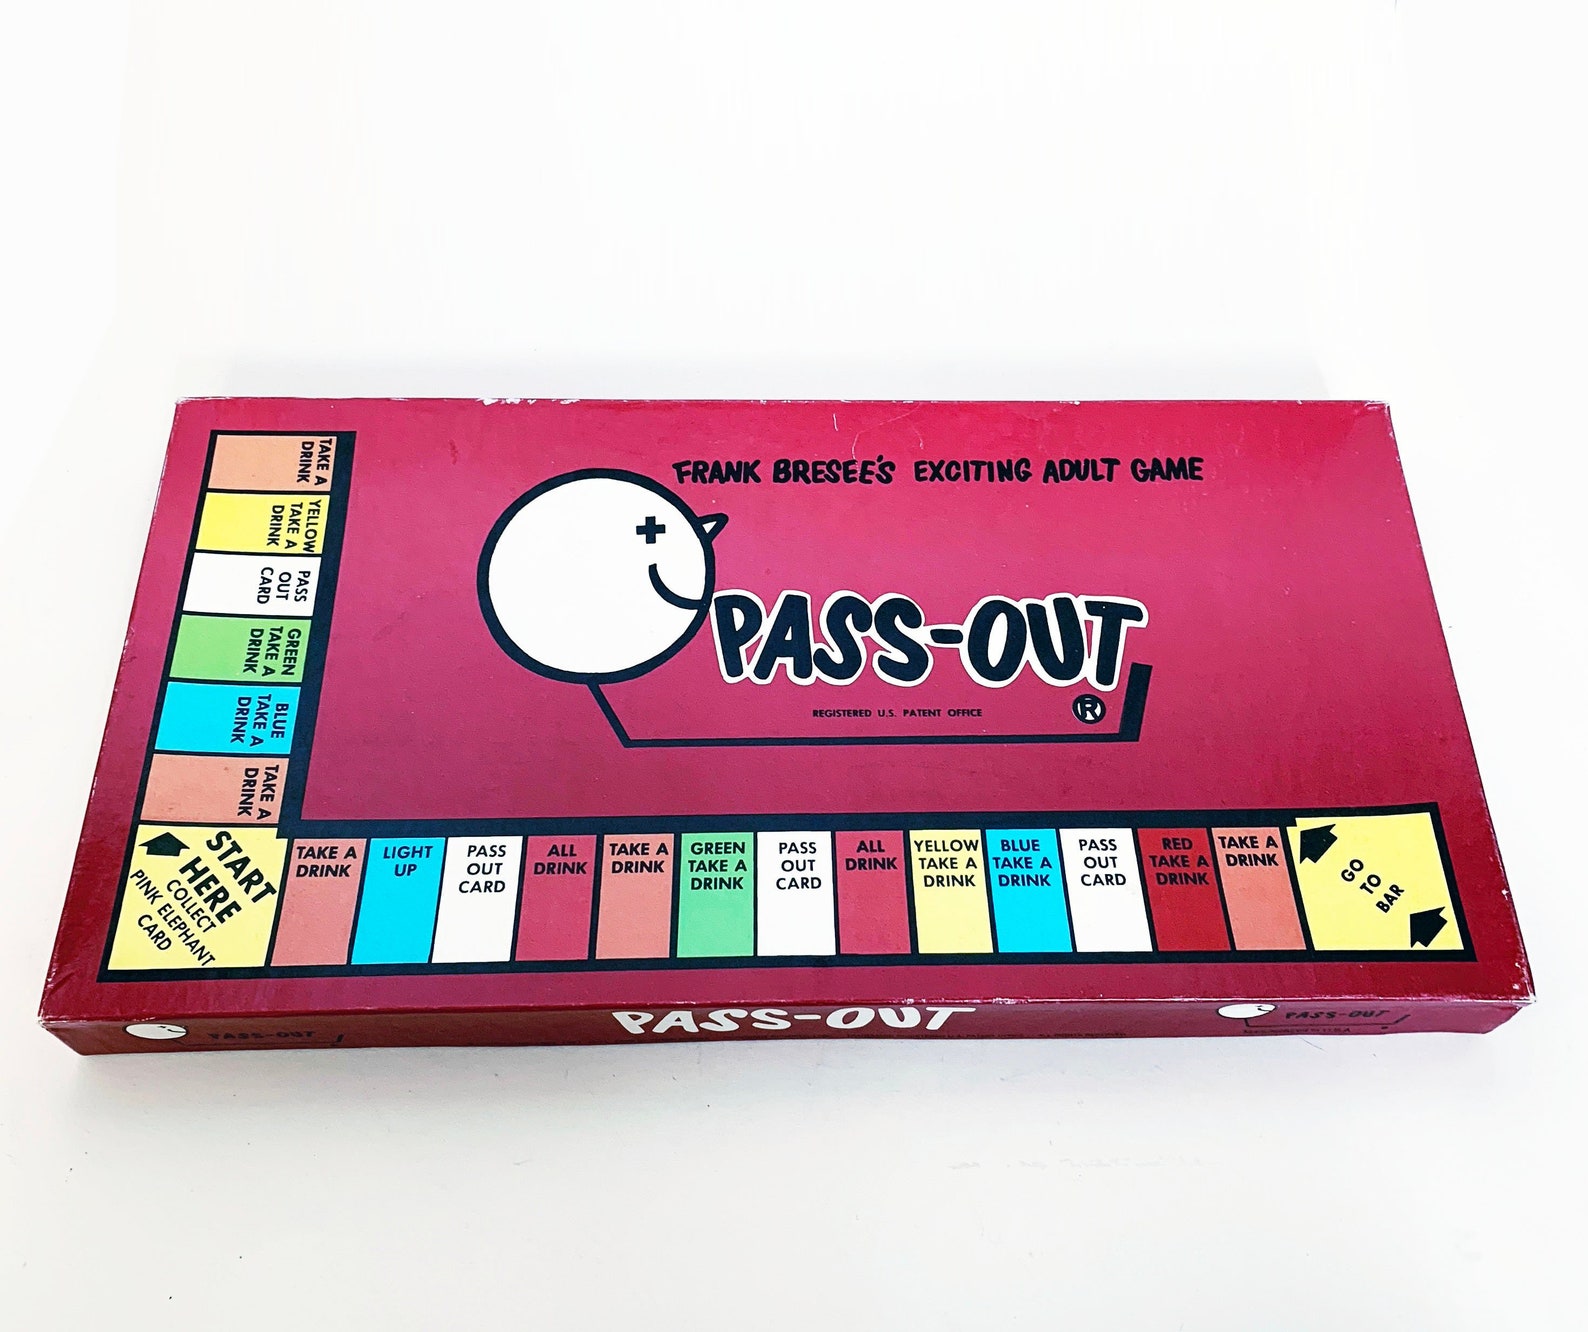 FRANK BRESEE'S EXCITING ADULT GAME
PASS-OUT
®
REGISTERED U.S. PATENT OFFICE
TAKE A
DRINK
YELLOW
TAKE A
DRINK
PASS
OUT
CARD
GREEN
TAKE A
DRINK
BLUE
TAKE A
DRINK
TAKE A
DRINK
START
HERE
COLLECT
PINK ELEPHANT
CARD
TAKE A
DRINK
LIGHT
UP
PASS
OUT
CARD
ALL
DRINK
TAKE A
DRINK
GREEN
TAKE A
DRINK
PASS
OUT
CARD
ALL
DRINK
YELLOW
TAKE A
DRINK
BLUE
TAKE A
DRINK
PASS
OUT
CARD
RED
TAKE A
DRINK
TAKE A
DRINK
GO
TO
BAR
PASS-OUT
PASS-OUT
PASS-OUT